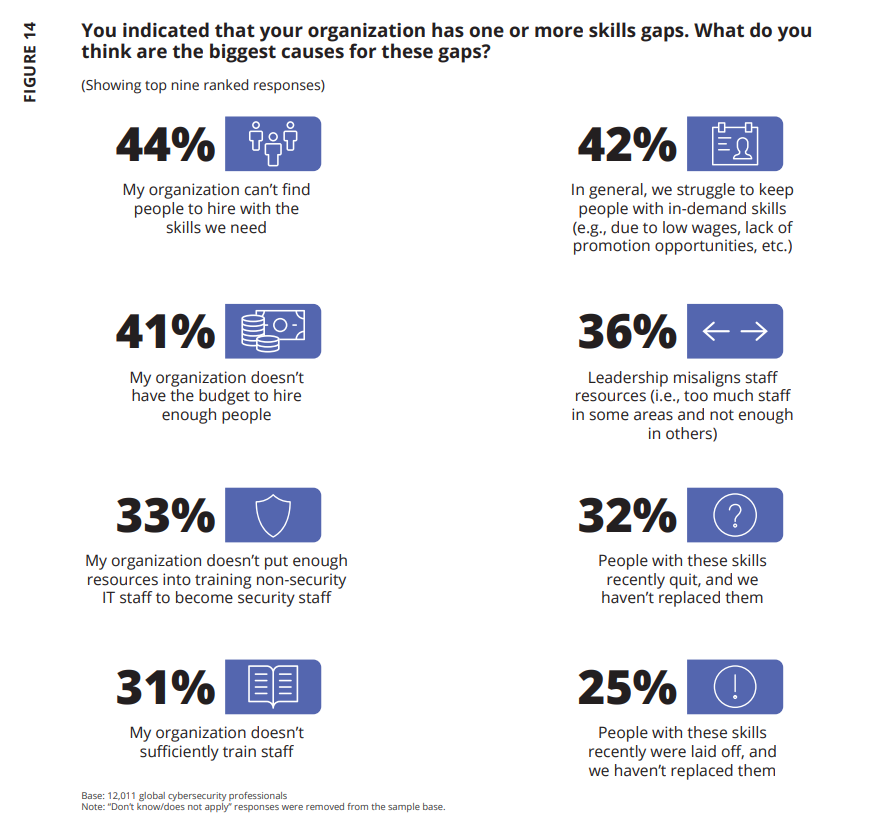 FIGURE 14
You indicated that your organization has one or more skills gaps. What do you
think are the biggest causes for these gaps?
(Showing top nine ranked responses)
44%
My organization can’t find
people to hire with the
skills we need
42%
In general, we struggle to keep
people with in-demand skills
(e.g., due to low wages, lack of
promotion opportunities, etc.)
41%
My organization doesn’t
have the budget to hire
enough people
36%
Leadership misaligns staff
resources (i.e., too much staff
in some areas and not enough
in others)
33%
My organization doesn’t put enough
resources into training non-security
IT staff to become security staff
32%
People with these skills
recently quit, and we
haven’t replaced them
31%
My organization doesn’t
sufficiently train staff
25%
People with these skills
recently were laid off, and
we haven’t replaced them
Base: 12,011 global cybersecurity professionals
Note: “Don’t know/does not apply” responses were removed from the sample base.